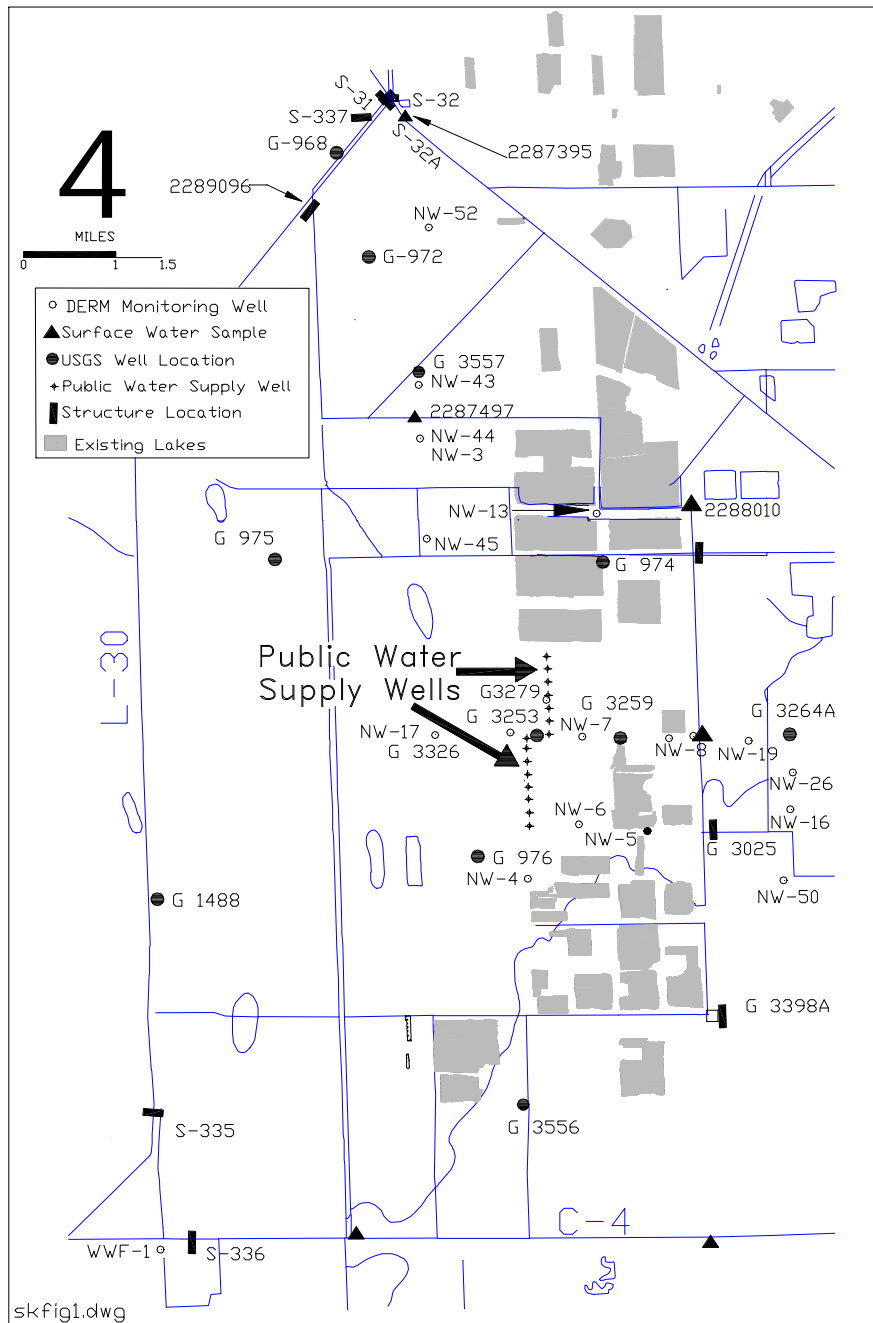 S-31
S-32
S-337
G-968
S-32A
2287395
4
2289096
NW-52
MILES
0 1 1.5
G-972
DERM Monitoring Well
Surface Water Sample
USGS Well Location
Public Water Supply Well
Structure Location
Existing Lakes
G 3557
NW-43
2287497
NW-44
NW-3
NW-13
2288010
G 975
NW-45
G 974
L-30
Public Water
Supply Wells
G3279
G 3253
G 3259
G 3264A
NW-17
G 3326
NW-7
NW-8
NW-19
NW-26
NW-6
NW-5
NW-16
G 3025
G 976
NW-4
NW-50
G 1488
G 3398A
S-335
G 3556
C-4
WWF-1
S-336
skfig1.dwg